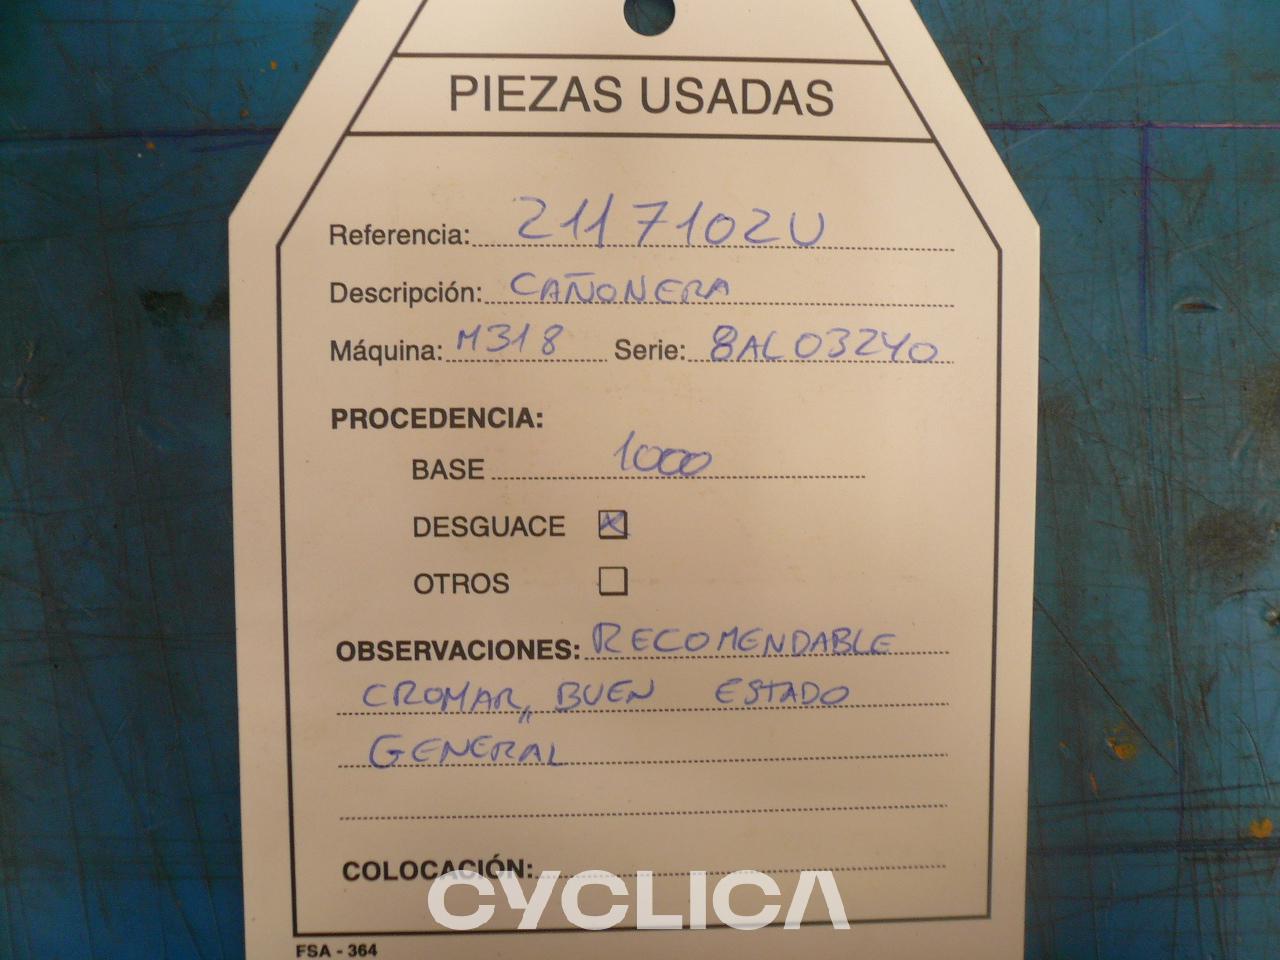 PIEZAS USADAS
Referencia: 2117102U
Descripción: CAÑONERA
Máquina: M318 Serie: 8AL03240
PROCEDENCIA:
BASE 1000
DESGUACE
OTROS
OBSERVACIONES: RECOMENDABLE
CROMAR,, BUEN ESTADO
GENERAL
COLOCACIÓN:
CYCLICA
FSA - 364